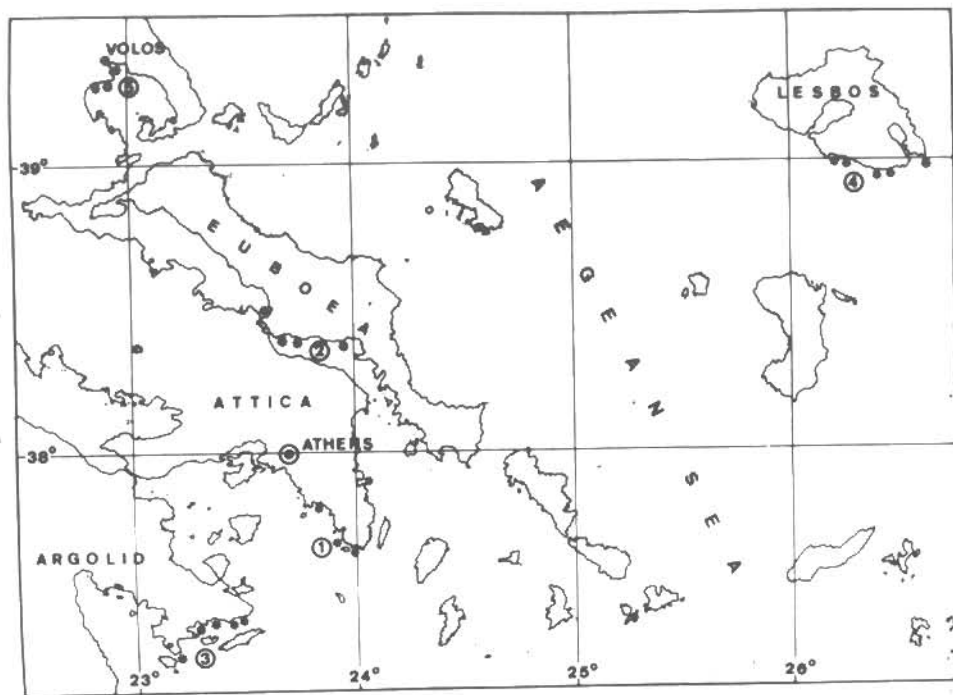 VOLOS
5
LESBOS
39°
4
EUBOEA
AEGEAN SEA
2
ATTICA
ATHENS
38°
1
ARGOLID
3
23° 24° 25° 26°